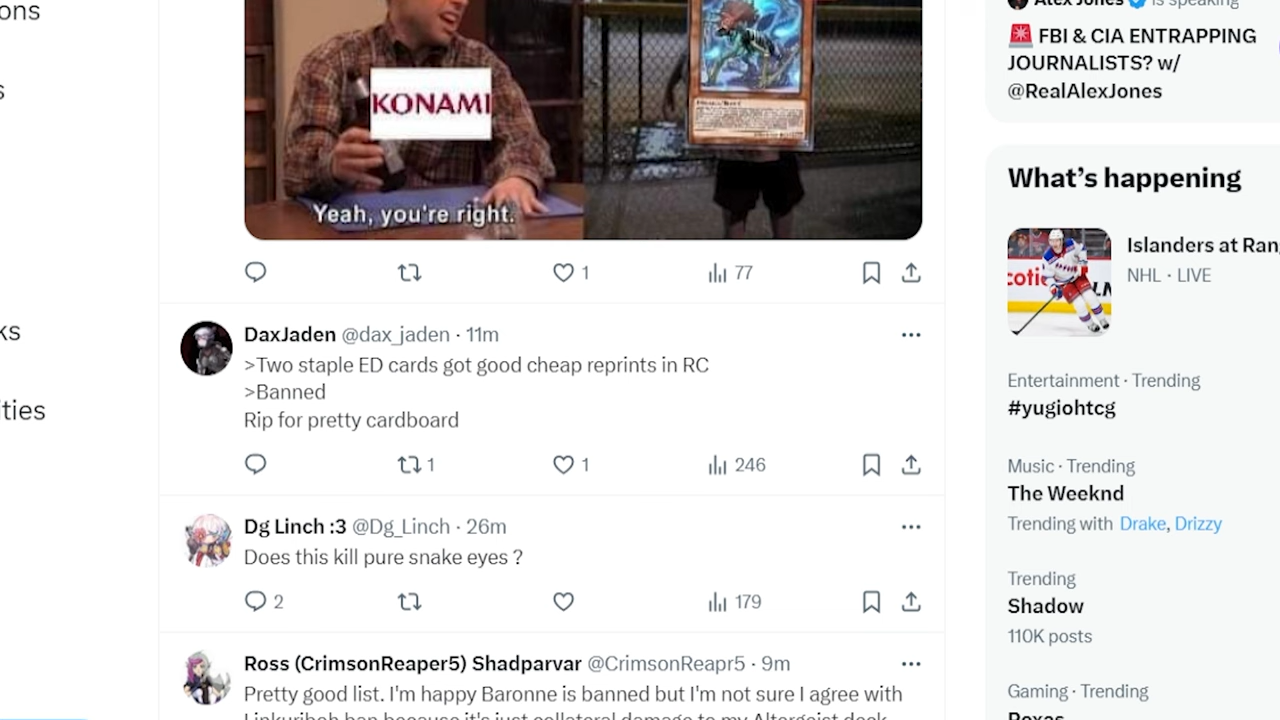 ons
s
ks
ties
KONAMI
Yeah, you're right.
1
77
DaxJaden @dax_jaden · 11m
>Two staple ED cards got good cheap reprints in RC
>Banned
Rip for pretty cardboard
1
1
246
Dg Linch :3 @Dg_Linch · 26m
Does this kill pure snake eyes ?
2
179
Ross (CrimsonReaper5) Shadparvar @CrimsonReapr5 · 9m
Pretty good list. I'm happy Baronne is banned but I'm not sure I agree with
Linkuriboh ban because it's just collateral damage to my Altergeist deck
Alex Jones is speaking
🚨 FBI & CIA ENTRAPPING
JOURNALISTS? w/
@RealAlexJones
What's happening
Islanders at Ran
NHL · LIVE
Entertainment · Trending
#yugiohtcg
Music · Trending
The Weeknd
Trending with Drake, Drizzy
Trending
Shadow
110K posts
Gaming · Trending